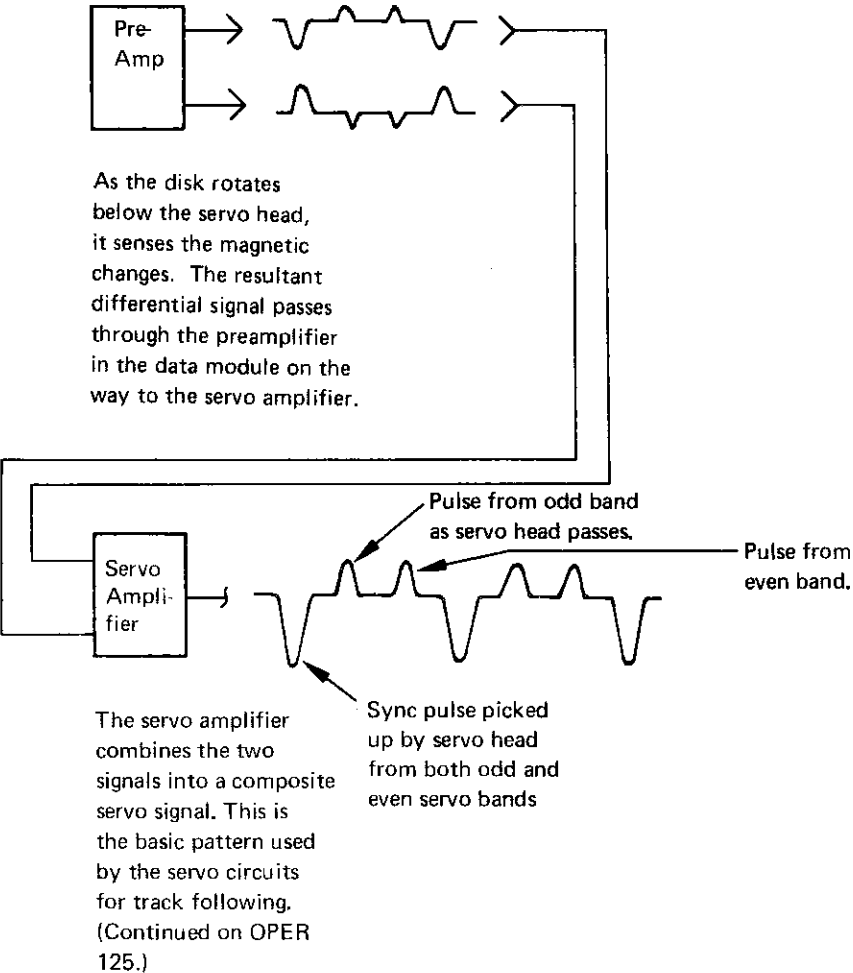 Pre-
Amp
As the disk rotates
below the servo head,
it senses the magnetic
changes. The resultant
differential signal passes
through the preamplifier
in the data module on the
way to the servo amplifier.
Pulse from odd band
as servo head passes.
Pulse from
even band.
Servo
Ampli-
fier
Sync pulse picked
up by servo head
from both odd and
even servo bands
The servo amplifier
combines the two
signals into a composite
servo signal. This is
the basic pattern used
by the servo circuits
for track following.
(Continued on OPER
125.)